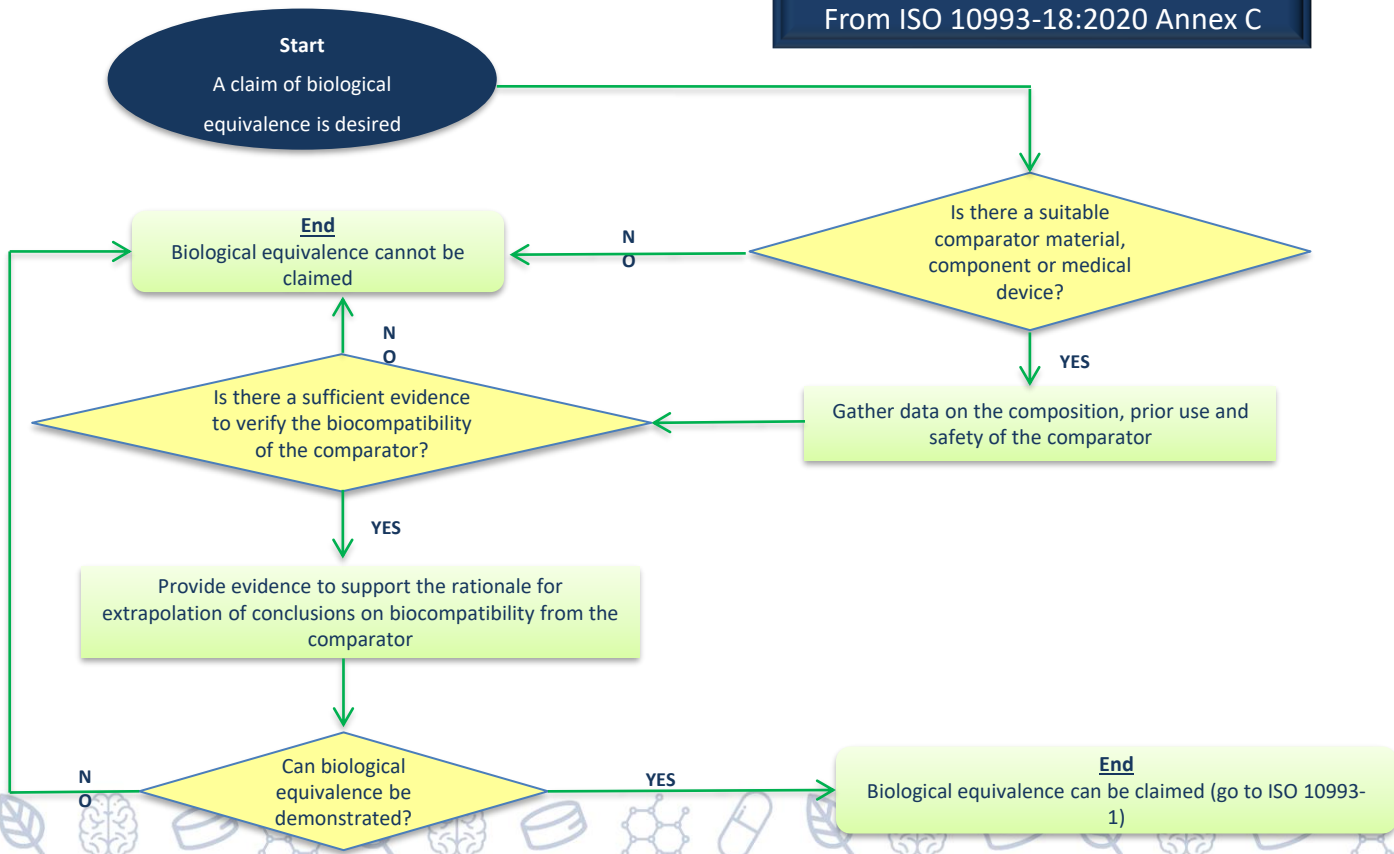 From ISO 10993-18:2020 Annex C
Start
A claim of biological
equivalence is desired
Is there a suitable
comparator material,
component or medical
device?
N
O
End
Biological equivalence cannot be
claimed
YES
Gather data on the composition, prior use and
safety of the comparator
N
O
Is there a sufficient evidence
to verify the biocompatibility
of the comparator?
YES
Provide evidence to support the rationale for
extrapolation of conclusions on biocompatibility from the
comparator
Can biological
equivalence be
demonstrated?
N
O
YES
End
Biological equivalence can be claimed (go to ISO 10993-
1)